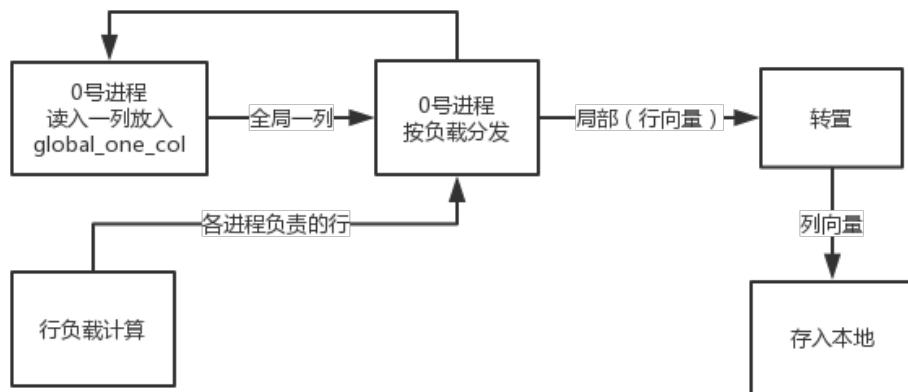 0号进程
读入一列放入
global_one_col
全局一列
0号进程
按负载分发
局部（行向量）
转置
各进程负责的行
列向量
行负载计算
存入本地